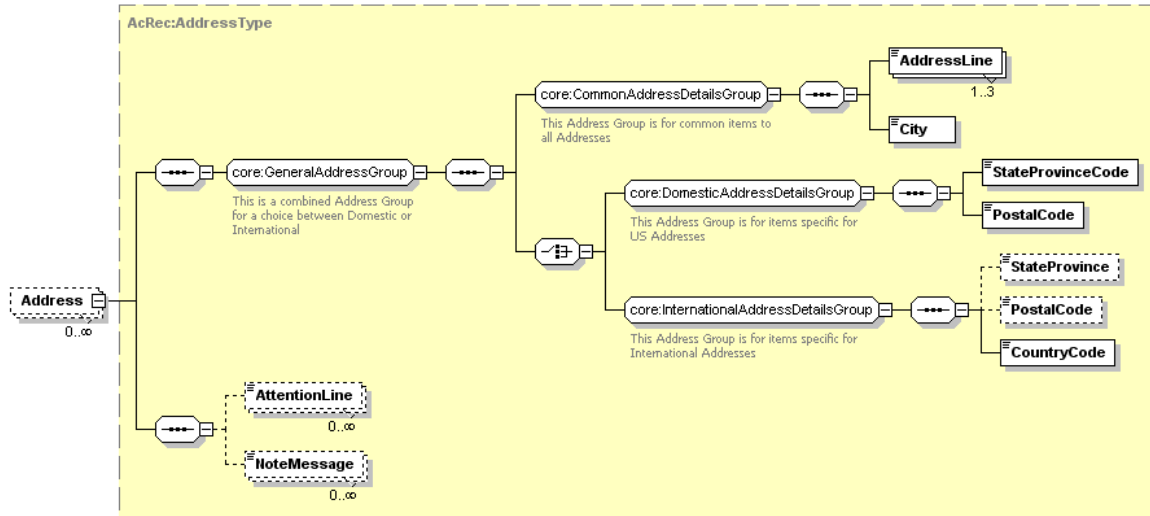 AcRec:AddressType
AddressLine
core:CommonAddressDetailsGroup
1..3
This Address Group is for common items to
all Addresses
City
core:GeneralAddressGroup
This is a combined Address Group
for a choice between Domestic or
International
core:DomesticAddressDetailsGroup
StateProvinceCode
This Address Group is for items specific for
US Addresses
PostalCode
StateProvince
core:InternationalAddressDetailsGroup
PostalCode
This Address Group is for items specific for
International Addresses
CountryCode
Address
0..∞
AttentionLine
0..∞
NoteMessage
0..∞